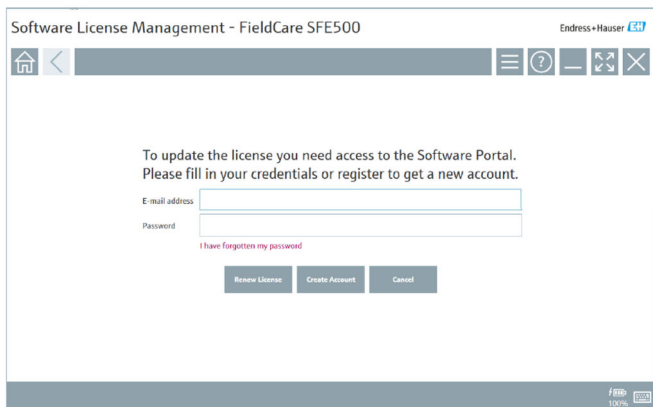 Software License Management - FieldCare SFE500
Endress+Hauser EH
?
To update the license you need access to the Software Portal.
Please fill in your credentials or register to get a new account.
E-mail address
Password
I have forgotten my password
Renew License Create Account Cancel
100%